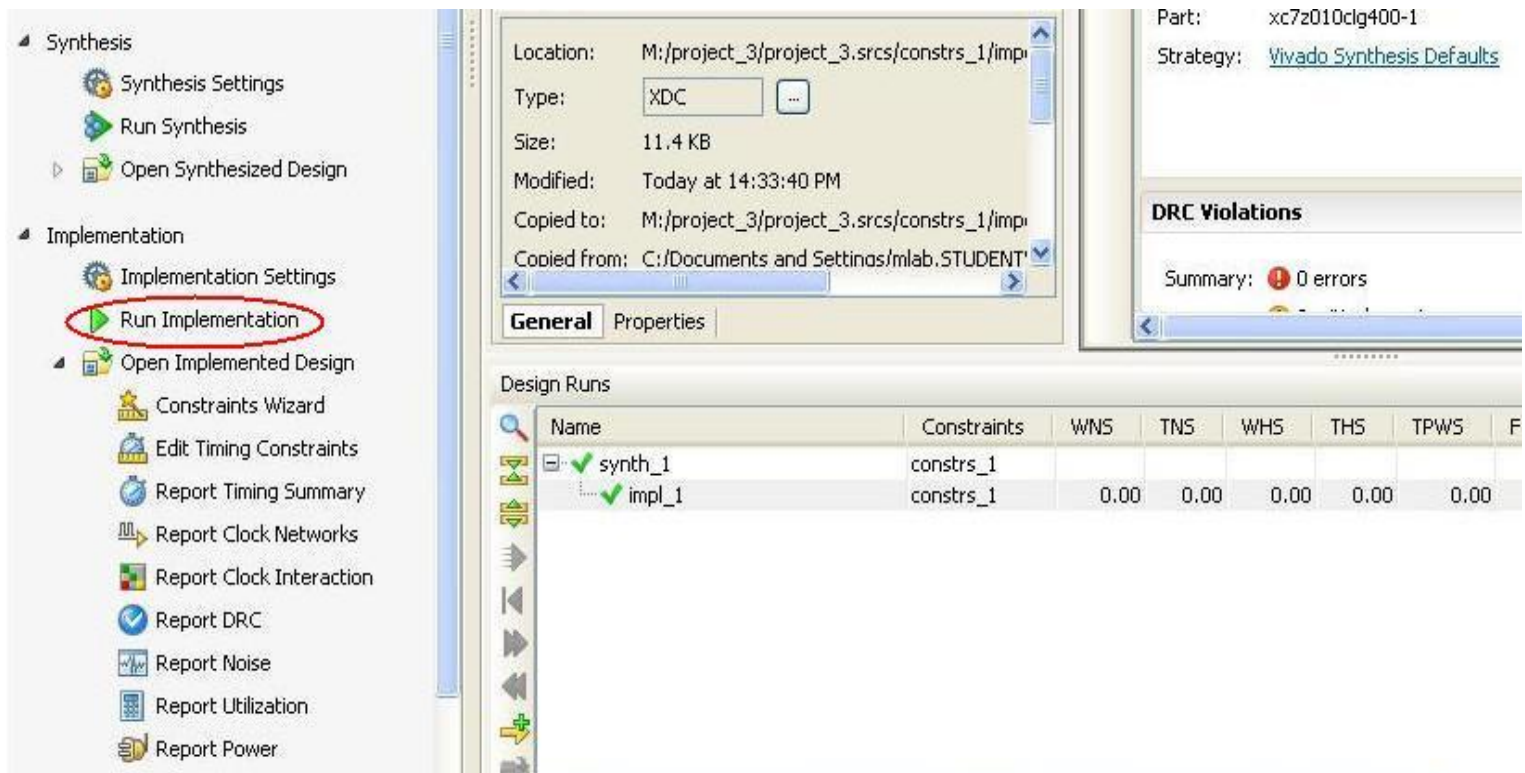 Synthesis
Synthesis Settings
Run Synthesis
Open Synthesized Design
Implementation
Implementation Settings
Run Implementation
Open Implemented Design
Constraints Wizard
Edit Timing Constraints
Report Timing Summary
Report Clock Networks
Report Clock Interaction
Report DRC
Report Noise
Report Utilization
Report Power
Location: M:/project_3/project_3.srcs/constrs_1/imp
Type: XDC ...
Size: 11.4 KB
Modified: Today at 14:33:40 PM
Copied to: M:/project_3/project_3.srcs/constrs_1/imp
Copied from: C:/Documents and Settings/mlab.STUDENT
General Properties
Part: xc7z010clg400-1
Strategy: Vivado Synthesis Defaults
DRC Violations
Summary: 0 errors
Design Runs
Name Constraints WNS TNS WHS THS TPWS F
synth_1 constrs_1
impl_1 constrs_1 0.00 0.00 0.00 0.00 0.00